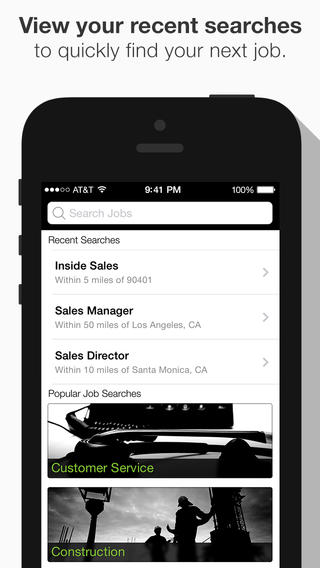 View your recent searches
to quickly find your next job.
AT&T 9:41 PM 100%
Search Jobs
Recent Searches
Inside Sales
Within 5 miles of 90401
Sales Manager
Within 50 miles of Los Angeles, CA
Sales Director
Within 10 miles of Santa Monica, CA
Popular Job Searches
Customer Service
Construction